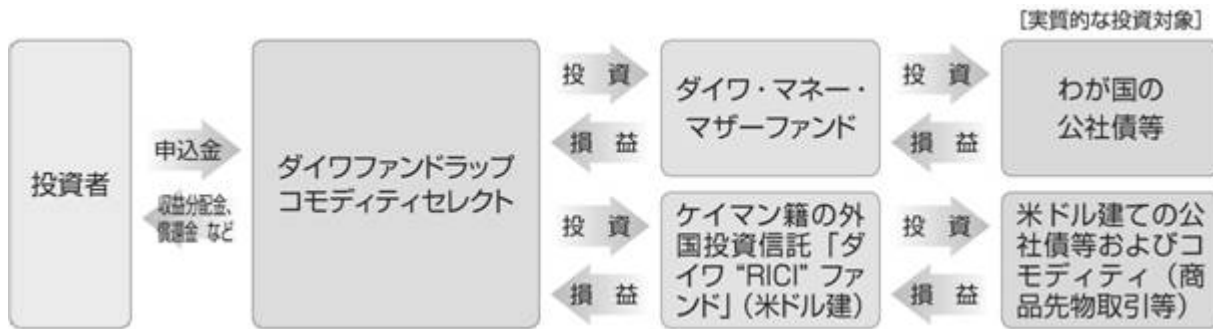 [実質的な投資対象]
投資者
申込金
収益分配金、
償還金 など
ダイワファンドラップ
コモディティセレクト
投 資
損 益
ダイワ・マネー・
マザーファンド
投 資
損 益
わが国の
公社債等
投 資
損 益
ケイマン籍の外
国投資信託「ダ
イワ “RICI” ファ
ンド」（米ドル建）
投 資
損 益
米ドル建ての公
社債等およびコ
モディティ（商
品先物取引等）